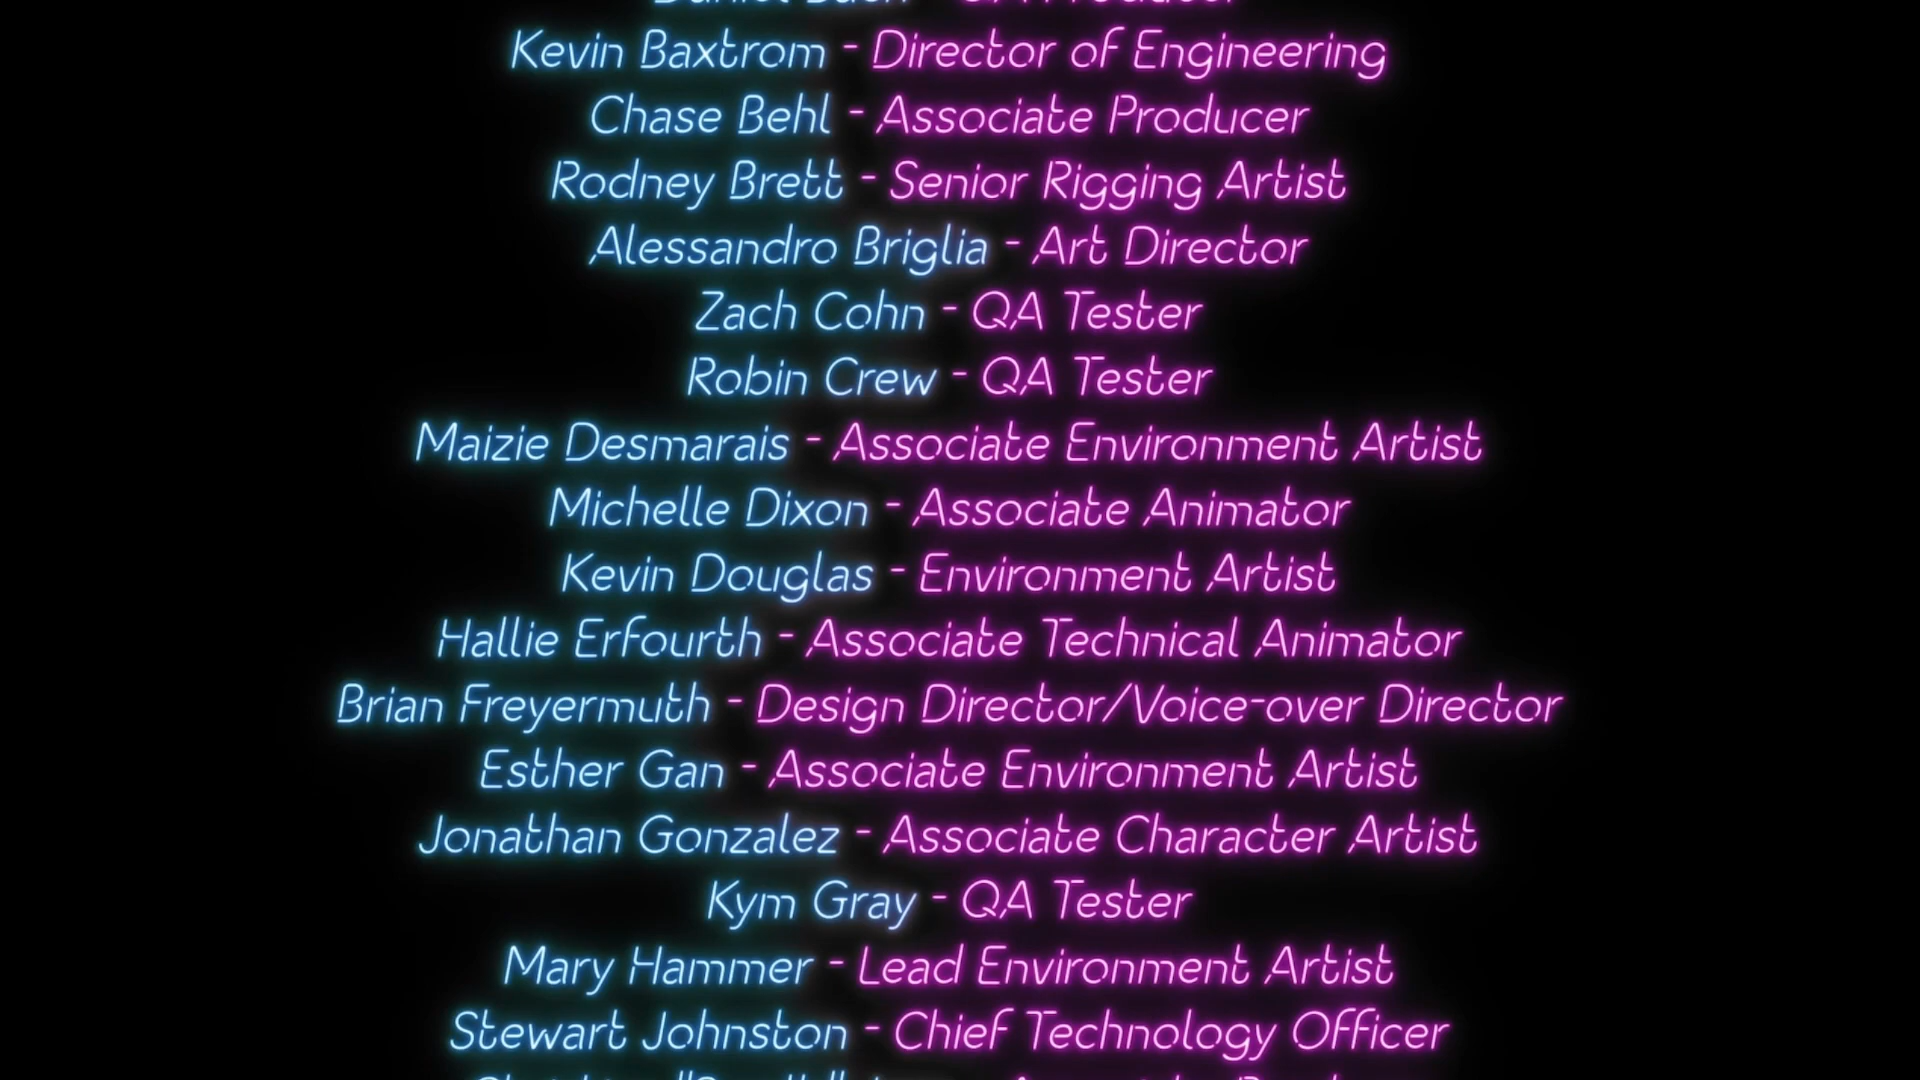 Kevin Baxtrom - Director of Engineering
Chase Behl - Associate Producer
Rodney Brett - Senior Rigging Artist
Alessandro Briglia - Art Director
Zach Cohn - QA Tester
Robin Crew - QA Tester
Maizie Desmarais - Associate Environment Artist
Michelle Dixon - Associate Animator
Kevin Douglas - Environment Artist
Hallie Erfourth - Associate Technical Animator
Brian Freyermuth - Design Director/Voice-over Director
Esther Gan - Associate Environment Artist
Jonathan Gonzalez - Associate Character Artist
Kym Gray - QA Tester
Mary Hammer - Lead Environment Artist
Stewart Johnston - Chief Technology Officer